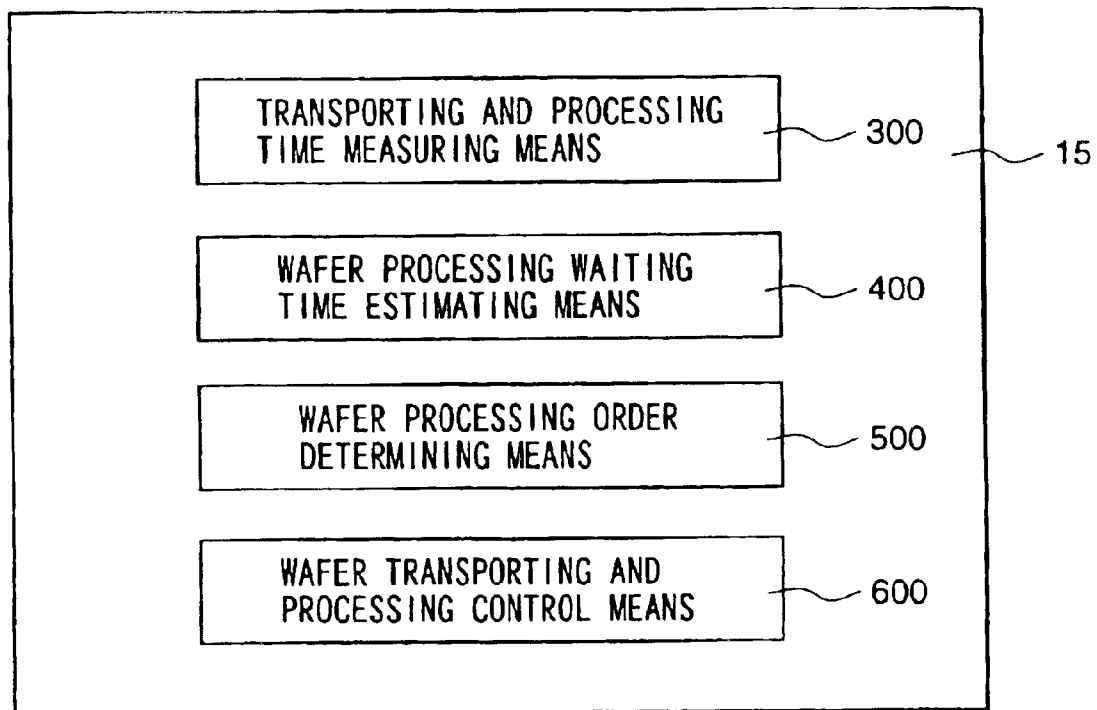 TRANSPORTING AND PROCESSING
TIME MEASURING MEANS
300
15
WAFER PROCESSING WAITING
TIME ESTIMATING MEANS
400
WAFER PROCESSING ORDER
DETERMINING MEANS
500
WAFER TRANSPORTING AND
PROCESSING CONTROL MEANS
600